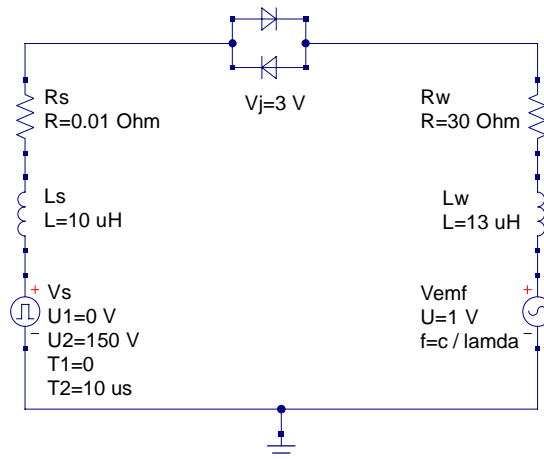 Vj=3 V
Rs
R=0.01 Ohm
Rw
R=30 Ohm
Ls
L=10 uH
Lw
L=13 uH
+
Vs
U1=0 V
U2=150 V
T1=0
T2=10 us
−
Vemf
U=1 V
f=c / lamda
+
−